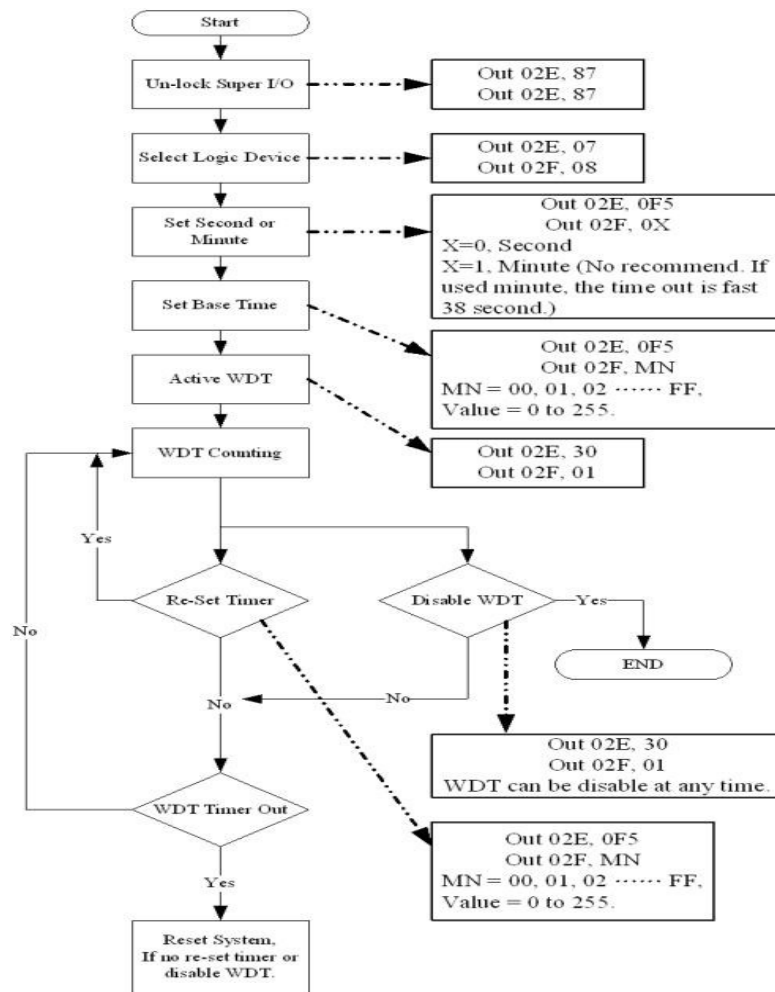 Start
Un-lock Super I/O
Out 02E, 87
Out 02E, 87
Select Logic Device
Out 02E, 07
Out 02F, 08
Set Second or
Minute
Out 02E, 0F5
Out 02F, 0X
X=0, Second
X=1, Minute (No recommend. If
used minute, the time out is fast
38 second.)
Set Base Time
Out 02E, 0F5
Out 02F, MN
MN = 00, 01, 02 ······ FF,
Value = 0 to 255.
Active WDT
Out 02E, 30
Out 02F, 01
WDT Counting
Yes
Re-Set Timer
Disable WDT
Yes
No
END
No
No
Out 02E, 30
Out 02F, 01
WDT can be disable at any time.
WDT Timer Out
Out 02E, 0F5
Out 02F, MN
MN = 00, 01, 02 ······ FF,
Value = 0 to 255.
Yes
Reset System,
If no re-set timer or
disable WDT.